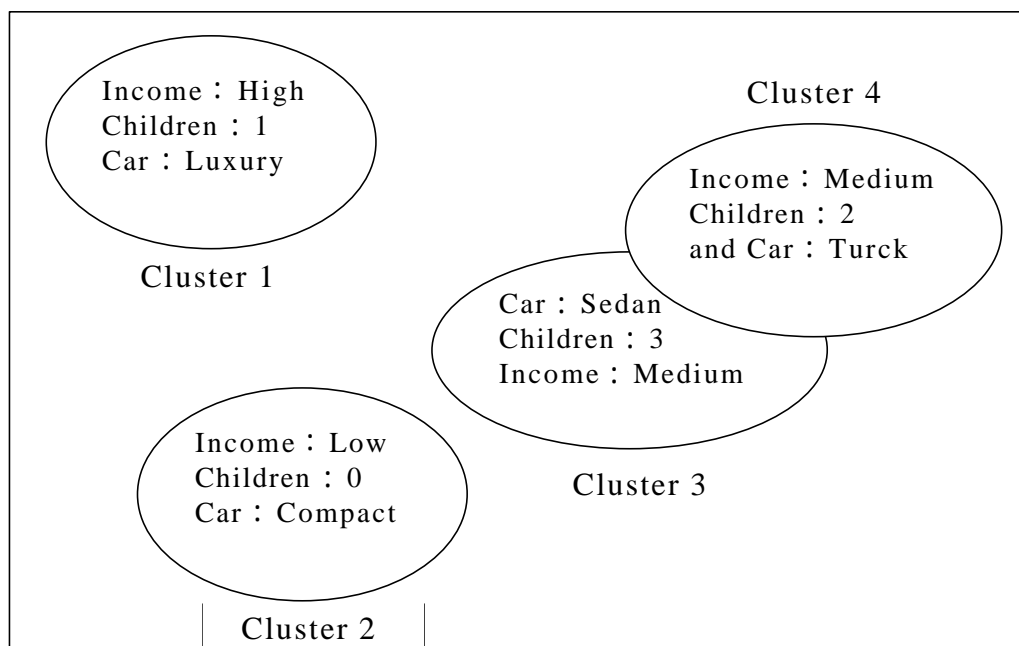 Income：High
Children：1
Car：Luxury
Cluster 1
Cluster 4
Income：Medium
Children：2
and Car：Turck
Car：Sedan
Children：3
Income：Medium
Cluster 3
Income：Low
Children：0
Car：Compact
Cluster 2